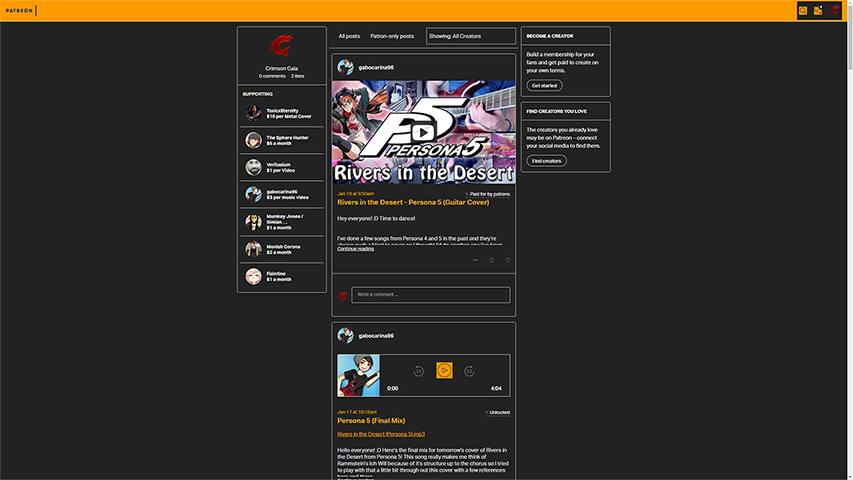 PATREON
Crimson Gaia
0 comments 2 likes
SUPPORTING
ToxicxEternity
$10 per Metal Cover
The Sphere Hunter
$5 a month
Veritasium
$1 per Video
gabocarina96
$3 per music video
Mumkey Jones /
Simian ...
$1 a month
Monish Corona
$2 a month
Fizintine
$1 a month
All posts
Patron-only posts
Showing: All Creators
gabocarina96
P5
PERSONA5
Rivers in the Desert
Jan 18 at 9:50am
Paid for by patrons
Rivers in the Desert - Persona 5 (Guitar Cover)
Hey everyone! :D Time to dance!
I've done a few songs from Persona 4 and 5 in the past and they're
Continue reading
Write a comment ...
gabocarina96
15
15
0:00
4:04
Jan 17 at 10:16am
Unlocked
Persona 5 (Final Mix)
Rivers in the Desert (Persona 5).mp3
Hello everyone! :D Here's the final mix for tomorrow's cover of Rivers in
the Desert from Persona 5! This song really makes me think of
Rammstein's Ich Will because of it's structure up to the chorus so I tried
to play with that a little bit through out this cover with a few references
BECOME A CREATOR
Build a membership for your
fans and get paid to create on
your own terms.
Get started
FIND CREATORS YOU LOVE
The creators you already love
may be on Patreon – connect
your social media to find them.
Find creators